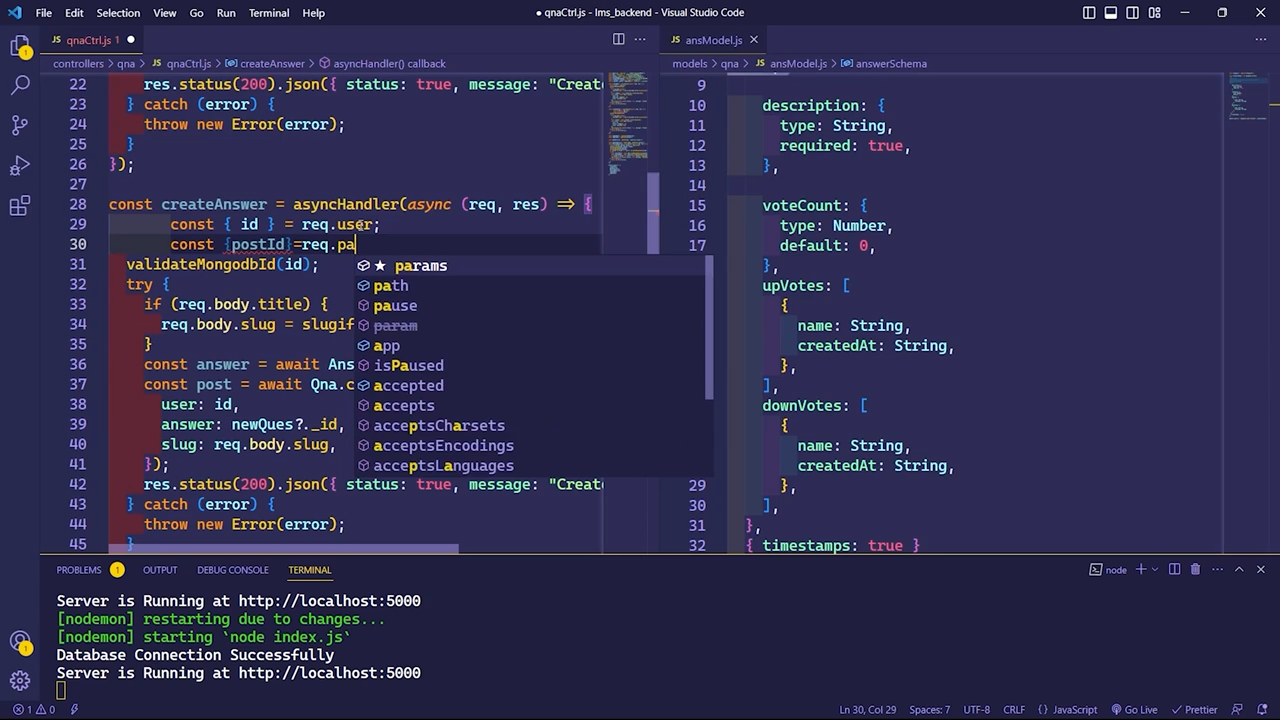 File Edit Selection View Go Run Terminal Help
● qnaCtrl.js - lms_backend - Visual Studio Code
qnaCtrl.js 1 ●
controllers > qna > qnaCtrl.js > createAnswer > asyncHandler() callback
22 res.status(200).json({ status: true, message: "Create
23 } catch (error) {
24 throw new Error(error);
25 }
26 });
27
28 const createAnswer = asyncHandler(async (req, res) => {
29 const { id } = req.user;
30 const {postId}=req.pa
31 validateMongodbId(id);
32 try {
33 if (req.body.title) {
34 req.body.slug = slugif
35 }
36 const answer = await Ans
37 const post = await Qna.c
38 user: id,
39 answer: newQues?._id,
40 slug: req.body.slug,
41 });
42 res.status(200).json({ status: true, message: "Create
43 } catch (error) {
44 throw new Error(error);
45 }
★ params
path
pause
param
app
isPaused
accepted
accepts
acceptsCharsets
acceptsEncodings
acceptsLanguages
ansModel.js
models > qna > ansModel.js > answerSchema
9
10 description: {
11 type: String,
12 required: true,
13 },
14
15 voteCount: {
16 type: Number,
17 default: 0,
},
upVotes: [
{
name: String,
createdAt: String,
},
],
downVotes: [
{
name: String,
createdAt: String,
29 },
30 ],
31 },
32 { timestamps: true }
PROBLEMS 1 OUTPUT DEBUG CONSOLE TERMINAL
node
Server is Running at http://localhost:5000
[nodemon] restarting due to changes...
[nodemon] starting `node index.js`
Database Connection Successfully
Server is Running at http://localhost:5000
1 0
Ln 30, Col 29 Spaces: 7 UTF-8 CRLF {} JavaScript Go Live Prettier